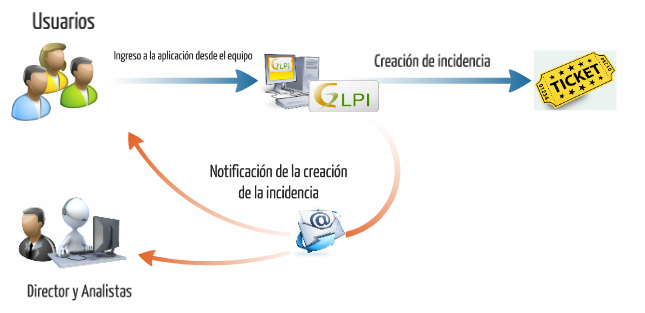 Usuarios
Ingreso a la aplicación desde el equipo
Creación de incidencia
GLPI
GLPI
TICKET
Notificación de la creación
de la incidencia
@
Director y Analistas